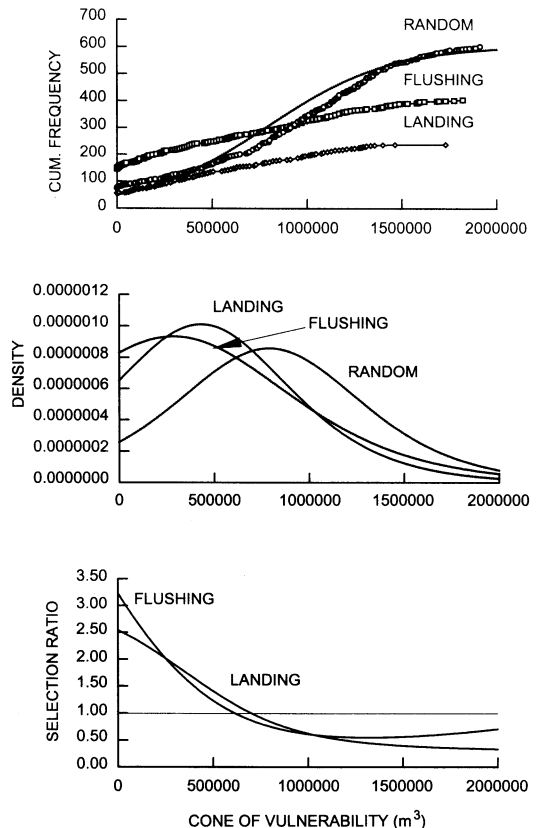 CUM. FREQUENCY
700
600
500
400
300
200
100
0
RANDOM
FLUSHING
LANDING
0 500000 1000000 1500000 2000000
DENSITY
0.0000012
0.0000010
0.0000008
0.0000006
0.0000004
0.0000002
0.0000000
LANDING
FLUSHING
RANDOM
0 500000 1000000 1500000 2000000
SELECTION RATIO
3.50
3.00
2.50
2.00
1.50
1.00
0.50
0.00
FLUSHING
LANDING
0 500000 1000000 1500000 2000000
CONE OF VULNERABILITY (m³)